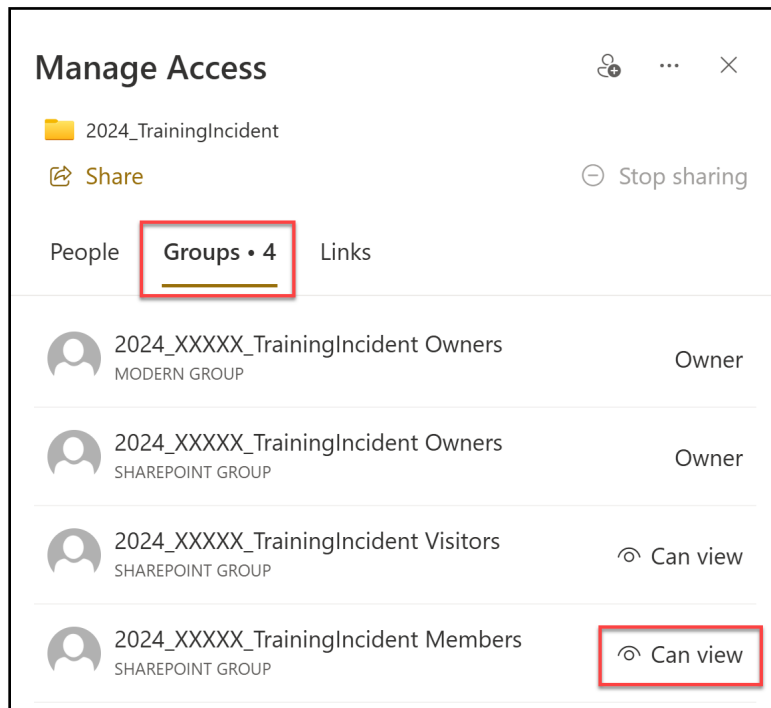 Manage Access
2024_TrainingIncident
Share
Stop sharing
People
Groups • 4
Links
2024_XXXXX_TrainingIncident Owners
MODERN GROUP
Owner
2024_XXXXX_TrainingIncident Owners
SHAREPOINT GROUP
Owner
2024_XXXXX_TrainingIncident Visitors
SHAREPOINT GROUP
Can view
2024_XXXXX_TrainingIncident Members
SHAREPOINT GROUP
Can view